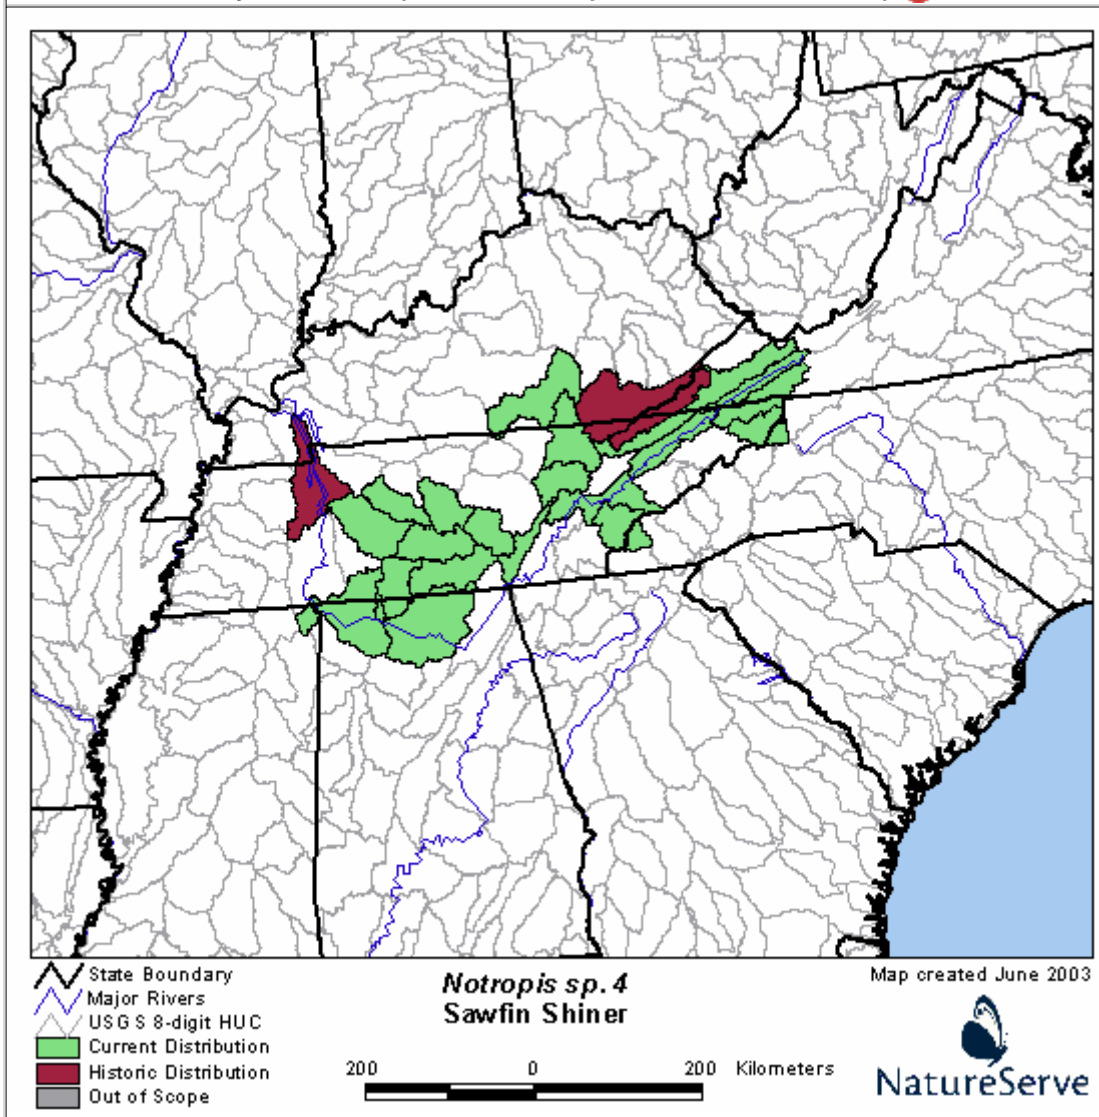 State Boundary
Major Rivers
USGS 8-digit HUC
Current Distribution
Historic Distribution
Out of Scope
Notropis sp. 4
Sawfin Shiner
200 0 200 Kilometers
Map created June 2003
NatureServe